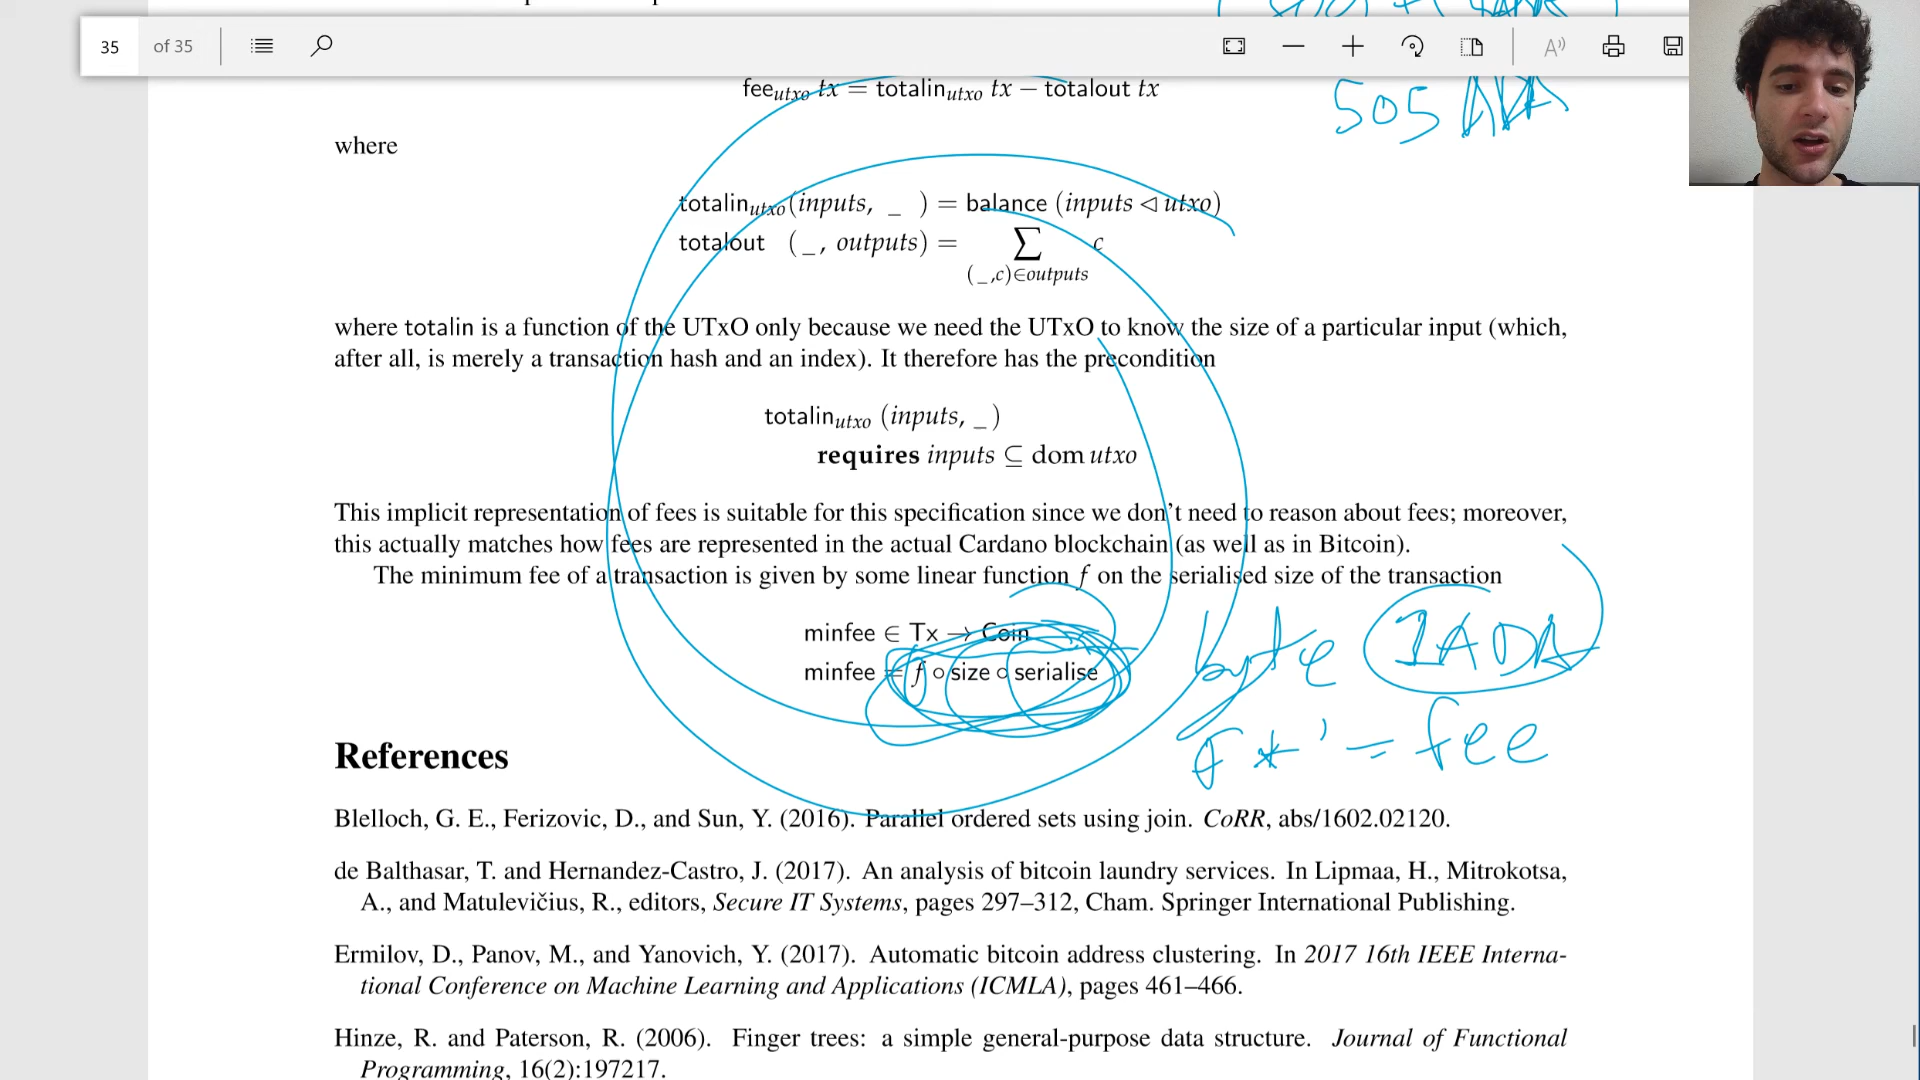 35 of 35
fee_utxo tx = totalin_utxo tx − totalout tx
505 ADA
where
totalin_utxo(inputs, _ ) = balance (inputs ◁ utxo)
totalout ( _, outputs) = ∑ c
(_,c)∈outputs
where totalin is a function of the UTxO only because we need the UTxO to know the size of a particular input (which,
after all, is merely a transaction hash and an index). It therefore has the precondition
totalin_utxo (inputs, _ )
requires inputs ⊆ dom utxo
This implicit representation of fees is suitable for this specification since we don't need to reason about fees; moreover,
this actually matches how fees are represented in the actual Cardano blockchain (as well as in Bitcoin).
The minimum fee of a transaction is given by some linear function f on the serialised size of the transaction
minfee ∈ Tx → Coin
minfee = f ∘ size ∘ serialise
byte 1ADA
= fee
References
Blelloch, G. E., Ferizovic, D., and Sun, Y. (2016). Parallel ordered sets using join. CoRR, abs/1602.02120.
de Balthasar, T. and Hernandez-Castro, J. (2017). An analysis of bitcoin laundry services. In Lipmaa, H., Mitrokotsa,
A., and Matulevičius, R., editors, Secure IT Systems, pages 297–312, Cham. Springer International Publishing.
Ermilov, D., Panov, M., and Yanovich, Y. (2017). Automatic bitcoin address clustering. In 2017 16th IEEE Interna-
tional Conference on Machine Learning and Applications (ICMLA), pages 461–466.
Hinze, R. and Paterson, R. (2006). Finger trees: a simple general-purpose data structure. Journal of Functional
Programming, 16(2):197217.